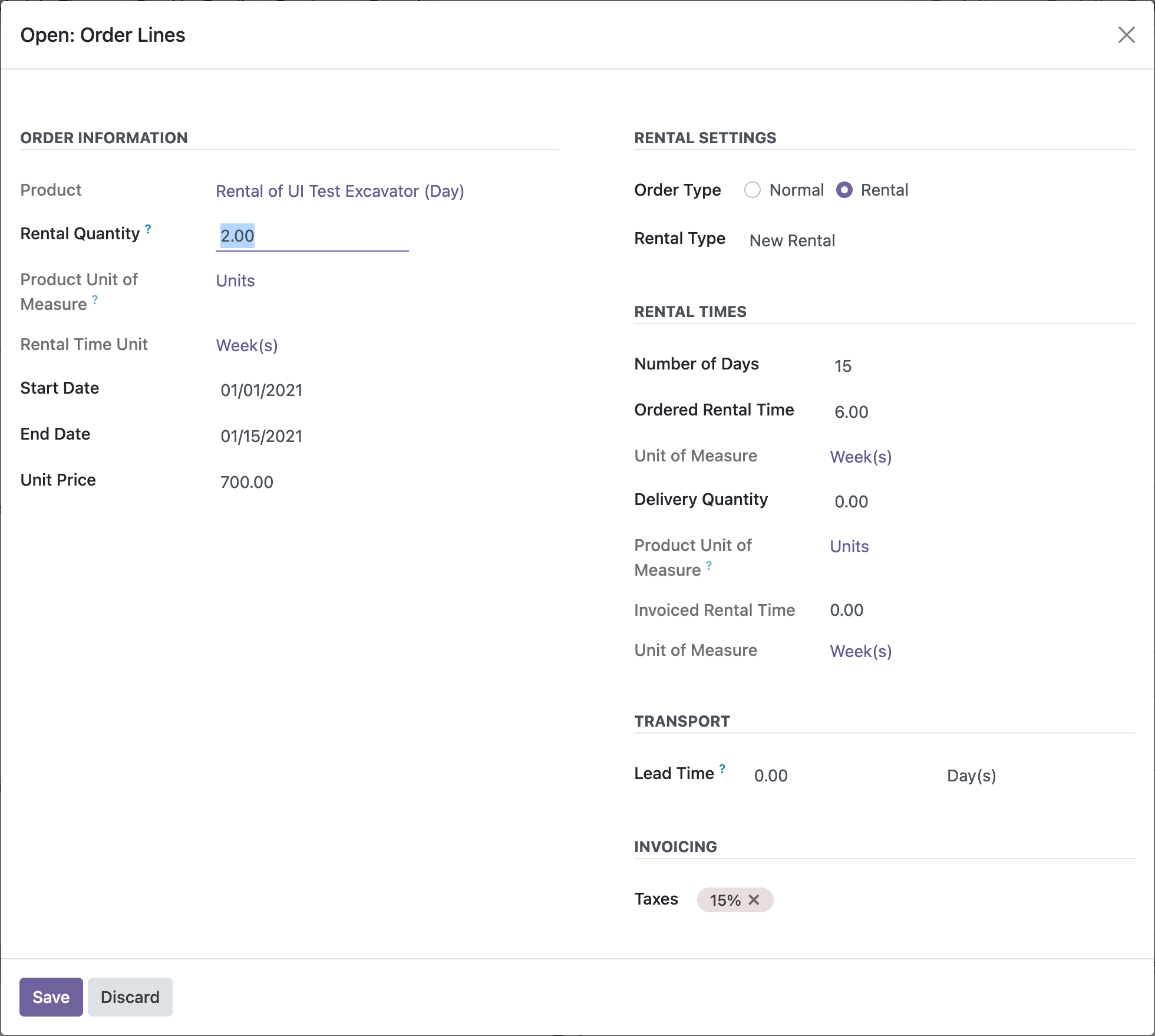 Open: Order Lines
ORDER INFORMATION
Product Rental of UI Test Excavator (Day)
Rental Quantity ? 2.00
Product Unit of
Measure ? Units
Rental Time Unit Week(s)
Start Date 01/01/2021
End Date 01/15/2021
Unit Price 700.00
RENTAL SETTINGS
Order Type Normal Rental
Rental Type New Rental
RENTAL TIMES
Number of Days 15
Ordered Rental Time 6.00
Unit of Measure Week(s)
Delivery Quantity 0.00
Product Unit of
Measure ? Units
Invoiced Rental Time 0.00
Unit of Measure Week(s)
TRANSPORT
Lead Time ? 0.00 Day(s)
INVOICING
Taxes 15%
Save Discard